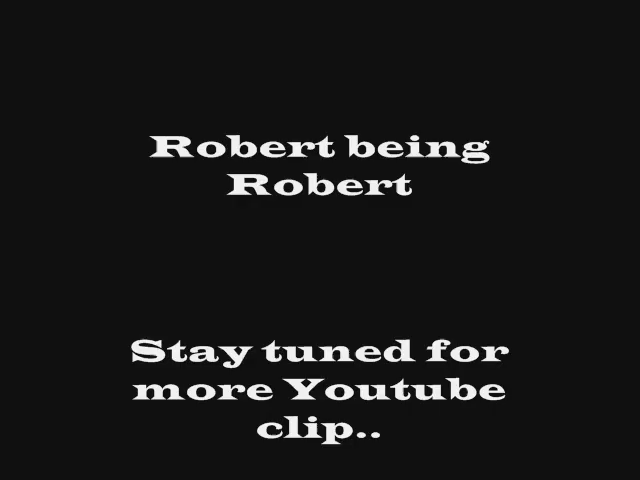 Robert being
Robert
Stay tuned for
more Youtube
clip..